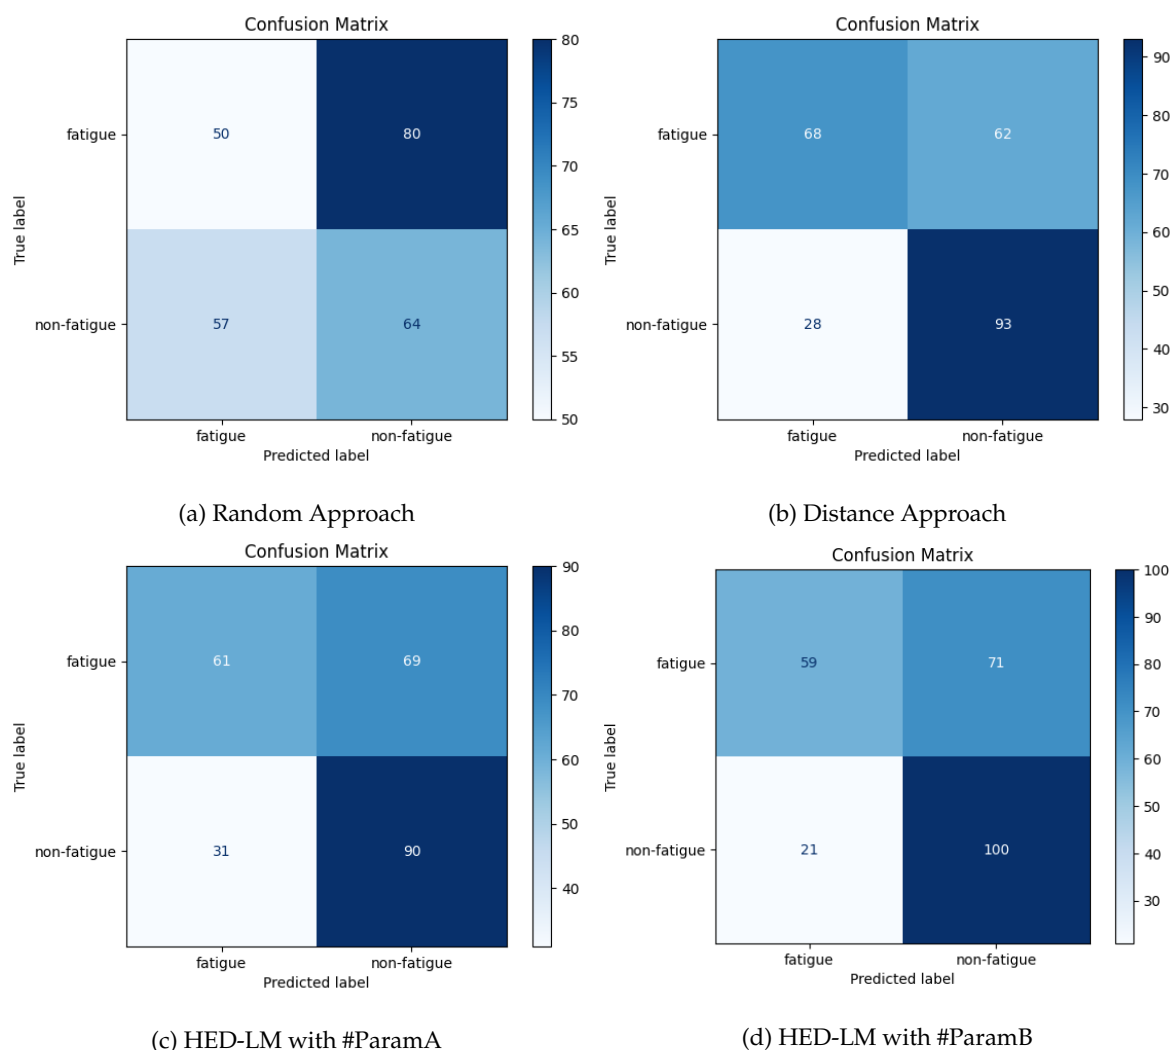 Confusion Matrix
80
75
70
65
60
55
50
fatigue
50
80
non-fatigue
57
64
True label
fatigue
non-fatigue
Predicted label
(a) Random Approach
Confusion Matrix
90
80
70
60
50
40
30
fatigue
68
62
non-fatigue
28
93
True label
fatigue
non-fatigue
Predicted label
(b) Distance Approach
Confusion Matrix
90
80
70
60
50
40
fatigue
61
69
non-fatigue
31
90
True label
fatigue
non-fatigue
Predicted label
(c) HED-LM with #ParamA
Confusion Matrix
100
90
80
70
60
50
40
30
fatigue
59
71
non-fatigue
21
100
True label
fatigue
non-fatigue
Predicted label
(d) HED-LM with #ParamB